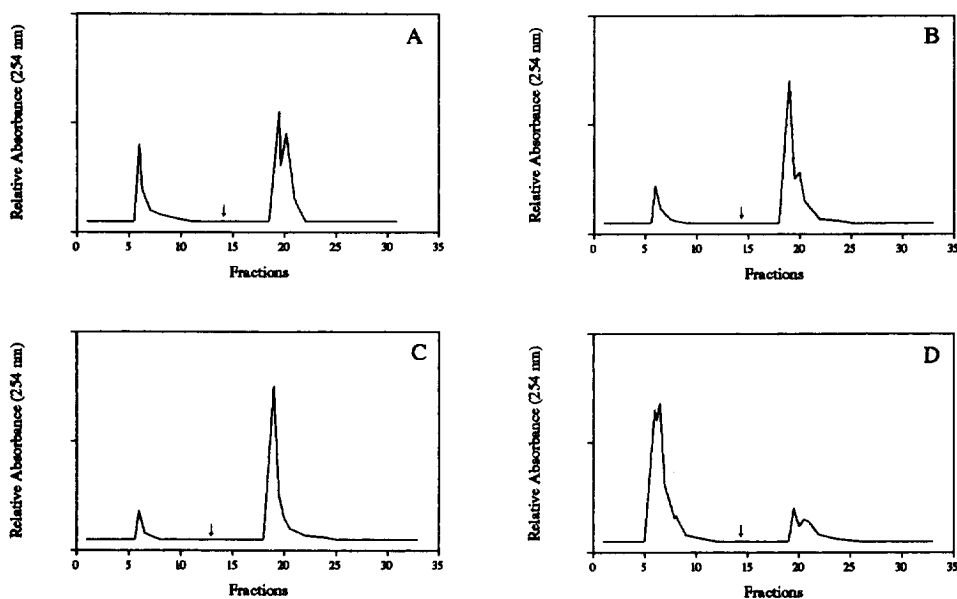 Relative Absorbance (254 nm)
A
0 5 10 15 20 25 30 35
Fractions
Relative Absorbance (254 nm)
B
0 5 10 15 20 25 30 35
Fractions
Relative Absorbance (254 nm)
C
0 5 10 15 20 25 30 35
Fractions
Relative Absorbance (254 nm)
D
0 5 10 15 20 25 30 35
Fractions